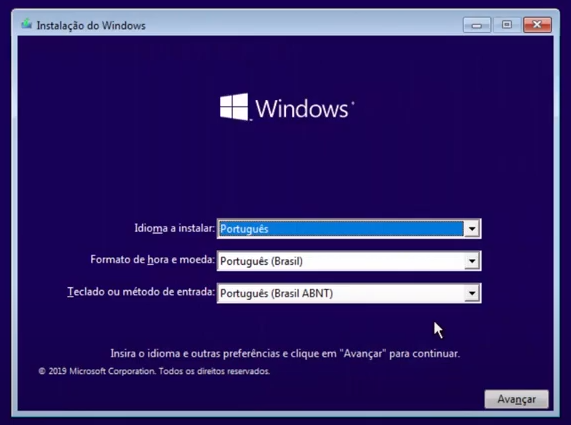 Instalação do Windows
Windows
Idioma a instalar: Português
Formato de hora e moeda: Português (Brasil)
Teclado ou método de entrada: Português (Brasil ABNT)
Insira o idioma e outras preferências e clique em "Avançar" para continuar.
© 2019 Microsoft Corporation. Todos os direitos reservados.
Avançar